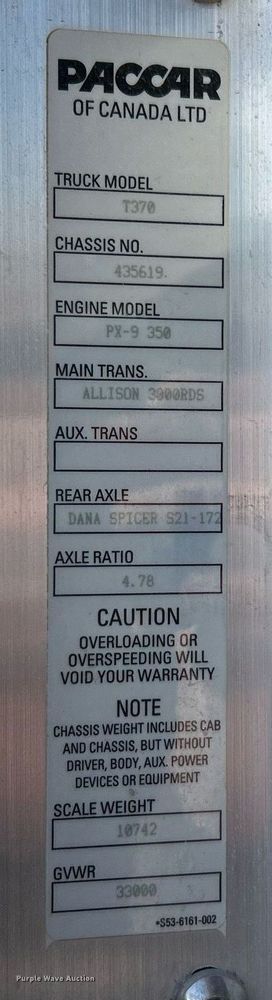 PACCAR
OF CANADA LTD
TRUCK MODEL
T370
CHASSIS NO.
435619.
ENGINE MODEL
PX-9 350
MAIN TRANS.
ALLISON 3000RDS
AUX. TRANS
REAR AXLE
DANA SPICER S21-172
AXLE RATIO
4.78
CAUTION
OVERLOADING OR
OVERSPEEDING WILL
VOID YOUR WARRANTY
NOTE
CHASSIS WEIGHT INCLUDES CAB
AND CHASSIS, BUT WITHOUT
DRIVER, BODY, AUX. POWER
DEVICES OR EQUIPMENT
SCALE WEIGHT
10742
GVWR
33000
*S53-6161-002
Purple Wave Auction